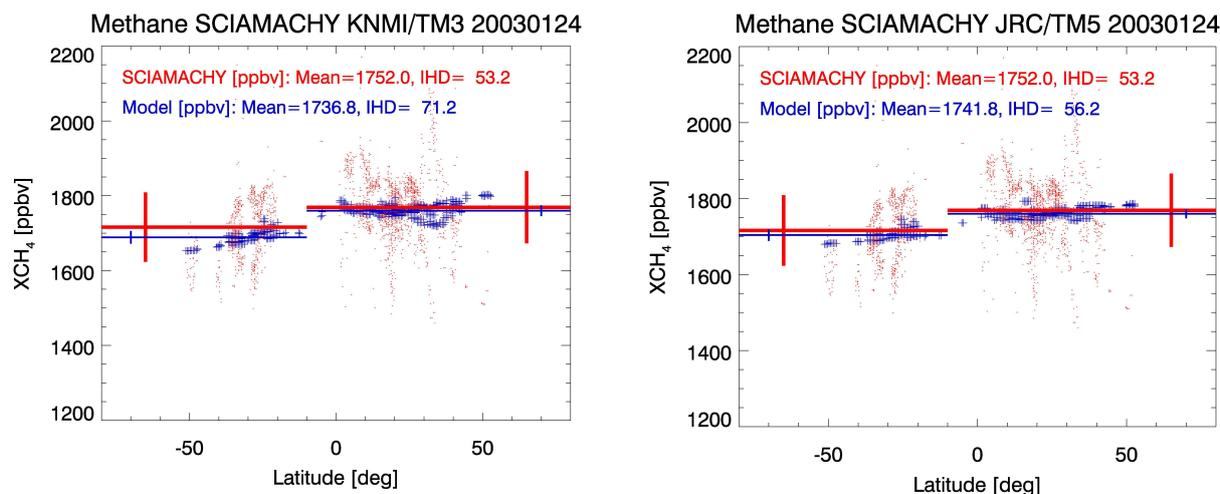 Methane SCIAMACHY KNMI/TM3 20030124
2200
2000
1800
1600
1400
1200
XCH4 [ppbv]
SCIAMACHY [ppbv]: Mean=1752.0, IHD= 53.2
Model [ppbv]: Mean=1736.8, IHD= 71.2
-50 0 50
Latitude [deg]
Methane SCIAMACHY JRC/TM5 20030124
2200
2000
1800
1600
1400
1200
XCH4 [ppbv]
SCIAMACHY [ppbv]: Mean=1752.0, IHD= 53.2
Model [ppbv]: Mean=1741.8, IHD= 56.2
-50 0 50
Latitude [deg]